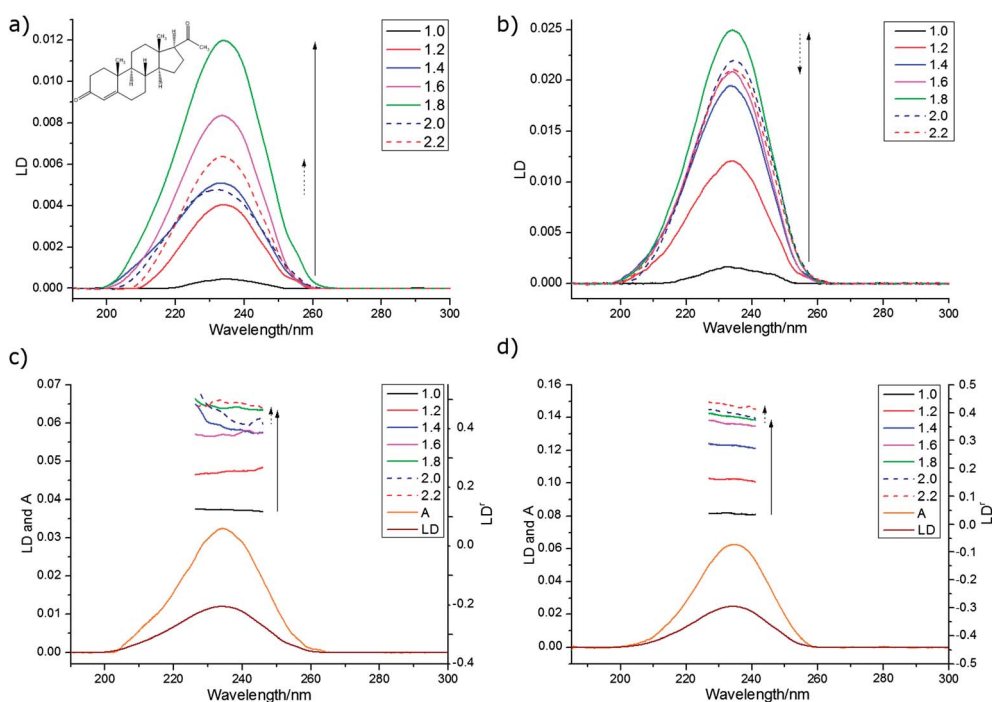 a)
O
CH₃
H
CH₃
CH₃
H
H
H
O
LD
0.012
0.010
0.008
0.006
0.004
0.002
0.000
200 220 240 260 280 300
Wavelength/nm
1.0
1.2
1.4
1.6
1.8
2.0
2.2
b)
LD
0.025
0.020
0.015
0.010
0.005
0.000
200 220 240 260 280 300
Wavelength/nm
1.0
1.2
1.4
1.6
1.8
2.0
2.2
c)
LD and A
0.07
0.06
0.05
0.04
0.03
0.02
0.01
0.00
200 220 240 260 280 300
Wavelength/nm
1.0
1.2
1.4
1.6
1.8
2.0
2.2
A
LD
0.4
0.2
0.0
-0.2
-0.4
LDʳ
d)
LD and A
0.16
0.14
0.12
0.10
0.08
0.06
0.04
0.02
0.00
200 220 240 260 280 300
Wavelength/nm
1.0
1.2
1.4
1.6
1.8
2.0
2.2
A
LD
0.5
0.4
0.3
0.2
0.1
0.0
-0.1
-0.2
-0.3
-0.4
-0.5
LDʳ